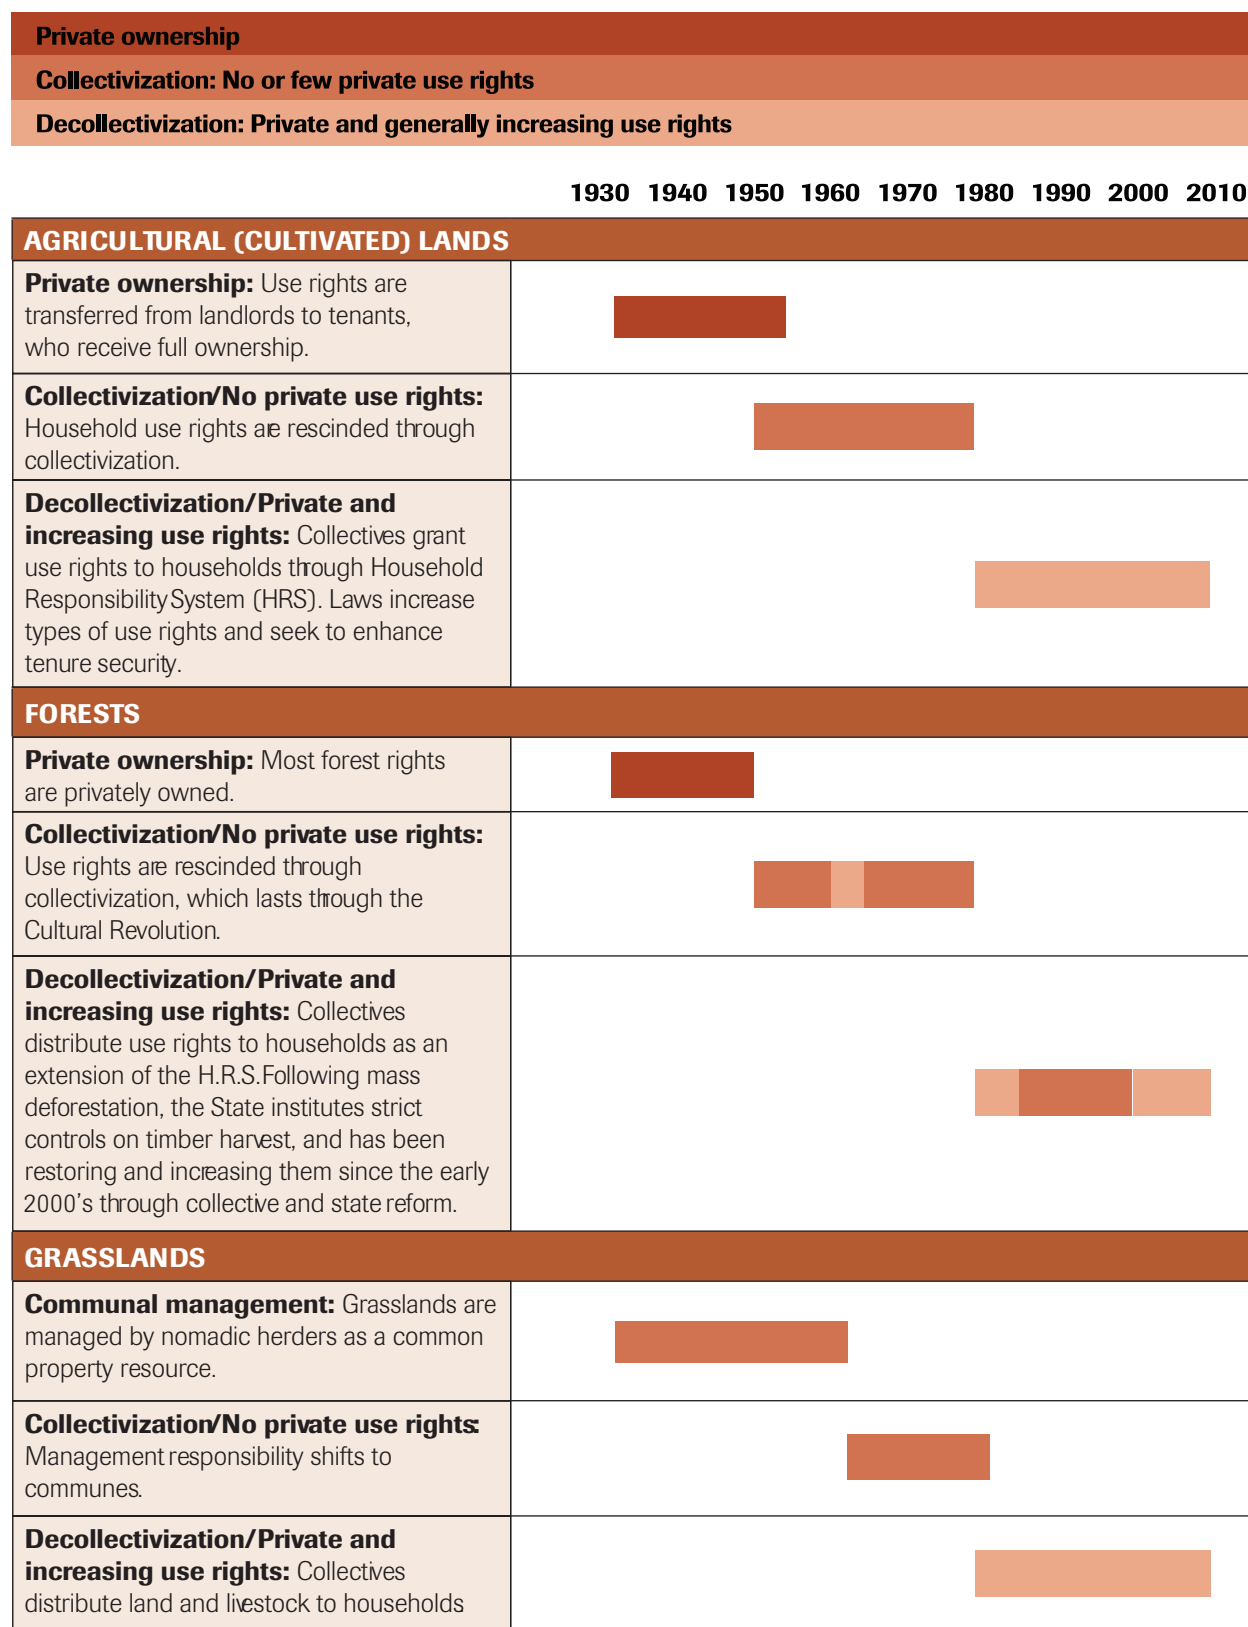 Private ownership
Collectivization: No or few private use rights
Decollectivization: Private and generally increasing use rights
1930 1940 1950 1960 1970 1980 1990 2000 2010
AGRICULTURAL (CULTIVATED) LANDS
Private ownership: Use rights are
transferred from landlords to tenants,
who receive full ownership.
Collectivization/No private use rights:
Household use rights are rescinded through
collectivization.
Decollectivization/Private and
increasing use rights: Collectives grant
use rights to households through Household
Responsibility System (HRS). Laws increase
types of use rights and seek to enhance
tenure security.
FORESTS
Private ownership: Most forest rights
are privately owned.
Collectivization/No private use rights:
Use rights are rescinded through
collectivization, which lasts through the
Cultural Revolution.
Decollectivization/Private and
increasing use rights: Collectives
distribute use rights to households as an
extension of the H.R.S.Following mass
deforestation, the State institutes strict
controls on timber harvest, and has been
restoring and increasing them since the early
2000's through collective and state reform.
GRASSLANDS
Communal management: Grasslands are
managed by nomadic herders as a common
property resource.
Collectivization/No private use rights:
Management responsibility shifts to
communes.
Decollectivization/Private and
increasing use rights: Collectives
distribute land and livestock to households